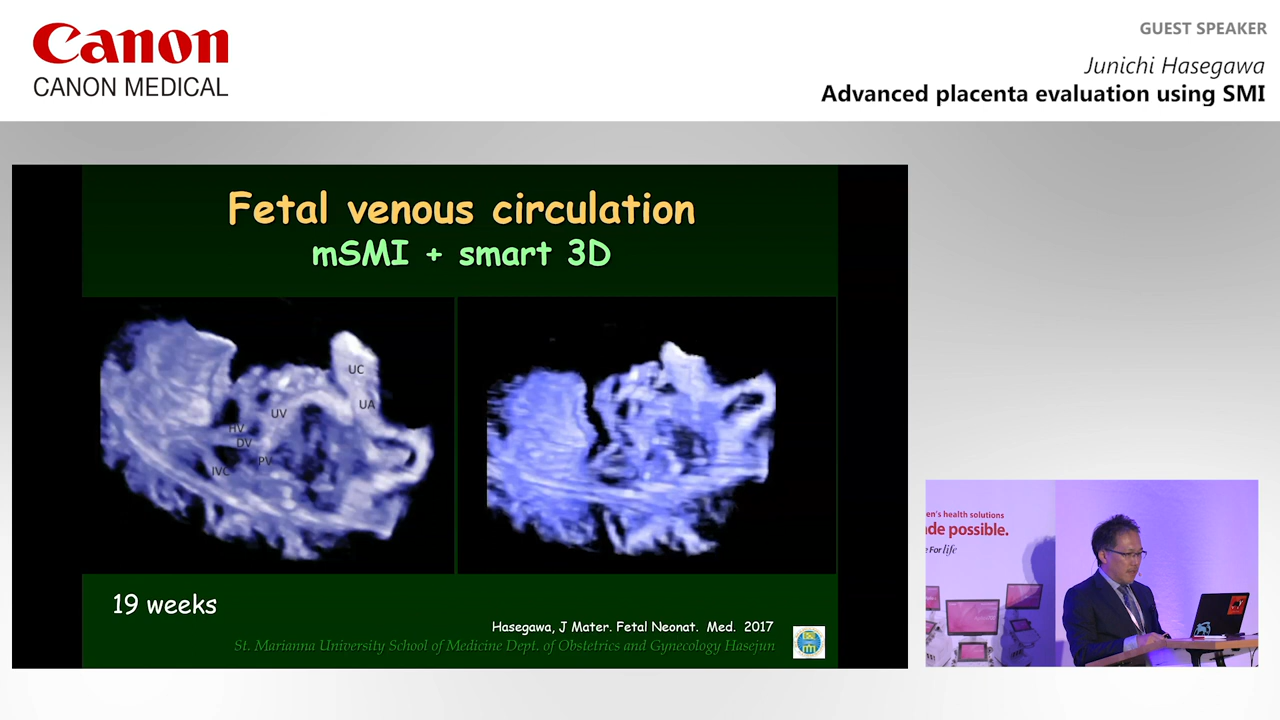 Canon
CANON MEDICAL
GUEST SPEAKER
Junichi Hasegawa
Advanced placenta evaluation using SMI
Fetal venous circulation
mSMI + smart 3D
UC
UA
UV
HV
DV
PV
IVC
19 weeks
Hasegawa, J Mater. Fetal Neonat. Med. 2017
St. Marianna University School of Medicine Dept. of Obstetrics and Gynecology Hasejun
en's health solutions
de possible.
e For life